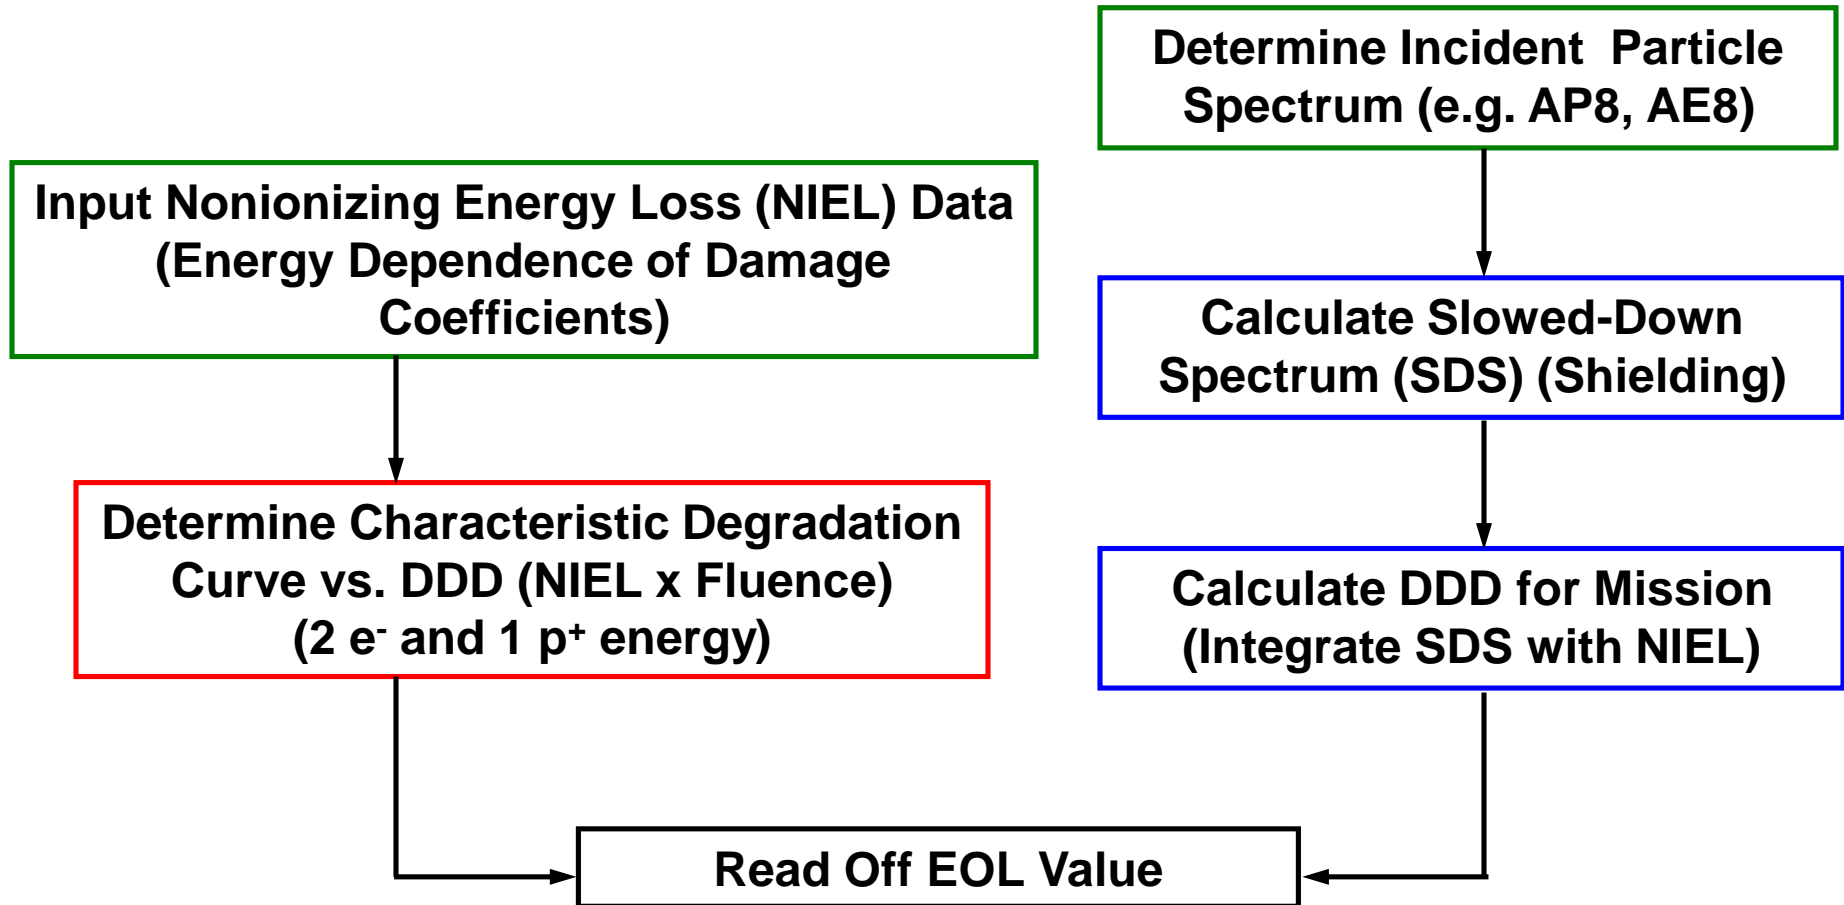 Determine Incident Particle
Spectrum (e.g. AP8, AE8)
Input Nonionizing Energy Loss (NIEL) Data
(Energy Dependence of Damage
Coefficients)
Calculate Slowed-Down
Spectrum (SDS) (Shielding)
Determine Characteristic Degradation
Curve vs. DDD (NIEL x Fluence)
(2 e⁻ and 1 p⁺ energy)
Calculate DDD for Mission
(Integrate SDS with NIEL)
Read Off EOL Value